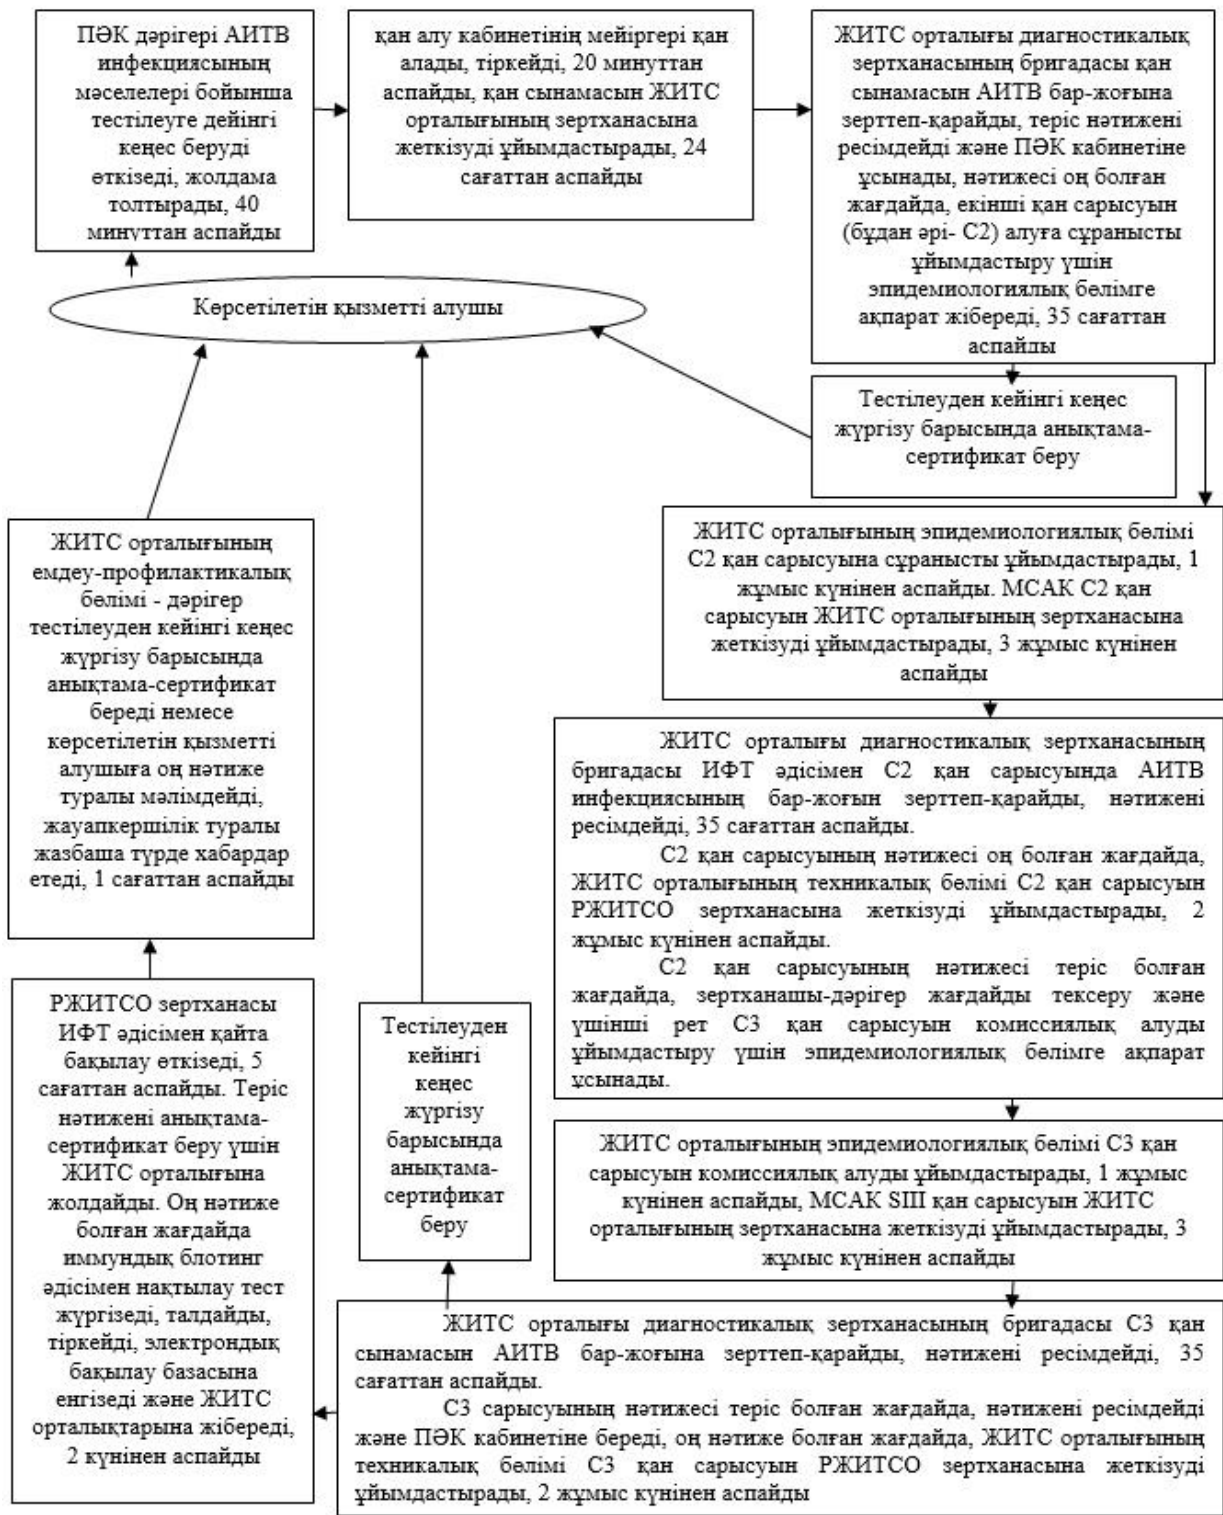 ПӘК дәрігері АИТВ
инфекциясының
мәселелері бойынша
тестілеуге дейінгі
кеңес беруді
өткізеді, жолдама
толтырады, 40
минуттан аспайды
қан алу кабинетінің мейіргері қан
алады, тіркейді, 20 минуттан
аспайды, қан сынамасын ЖИТС
орталығының зертханасына
жеткізуді ұйымдастырады, 24
сағаттан аспайды
ЖИТС орталығы диагностикалық
зертханасының бригадасы қан
сынамасын АИТВ бар-жоғына
зерттеп-қарайды, теріс нәтижені
ресімдейді және ПӘК кабинетіне
ұсынады, нәтижесі оң болған
жағдайда, екінші қан сарысуын
(бұдан әрі- С2) алуға сұранысты
ұйымдастыру үшін
эпидемиологиялық бөлімге
ақпарат жібереді, 35 сағаттан
аспайды
Көрсетілетін қызметті алушы
Тестілеуден кейінгі кеңес
жүргізу барысында анықтама-
сертификат беру
ЖИТС орталығының эпидемиологиялық бөлімі
С2 қан сарысуына сұранысты ұйымдастырады, 1
жұмыс күнінен аспайды. МСАК С2 қан
сарысуын ЖИТС орталығының зертханасына
жеткізуді ұйымдастырады, 3 жұмыс күнінен
аспайды
ЖИТС орталығының
емдеу-профилактикалық
бөлімі - дәрігер
тестілеуден кейінгі кеңес
жүргізу барысында
анықтама-сертификат
береді немесе
көрсетілетін қызметті
алушыға оң нәтиже
туралы мәлімдейді,
жауапкершілік туралы
жазбаша түрде хабардар
етеді, 1 сағаттан аспайды
ЖИТС орталығы диагностикалық зертханасының
бригадасы ИФТ әдісімен С2 қан сарысуында АИТВ
инфекциясының бар-жоғын зерттеп-қарайды, нәтижені
ресімдейді, 35 сағаттан аспайды.
С2 қан сарысуының нәтижесі оң болған жағдайда,
ЖИТС орталығының техникалық бөлімі С2 қан сарысуын
РЖИТСО зертханасына жеткізуді ұйымдастырады, 2
жұмыс күнінен аспайды.
С2 қан сарысуының нәтижесі теріс болған
жағдайда, зертханашы-дәрігер жағдайды тексеру және
үшінші рет С3 қан сарысуын комиссиялық алуды
ұйымдастыру үшін эпидемиологиялық бөлімге ақпарат
ұсынады.
РЖИТСО зертханасы
ИФТ әдісімен қайта
бақылау өткізеді, 5
сағаттан аспайды. Теріс
нәтижені анықтама-
сертификат беру үшін
ЖИТС орталығына
жолдайды. Оң нәтиже
болған жағдайда
иммундық блотинг
әдісімен нақтылау тест
жүргізеді, талдайды,
тіркейді, электрондық
бақылау базасына
енгізеді және ЖИТС
орталықтарына жібереді,
2 күнінен аспайды
Тестілеуден
кейінгі
кеңес
жүргізу
барысында
анықтама-
сертификат
беру
ЖИТС орталығының эпидемиологиялық бөлімі С3 қан
сарысуын комиссиялық алуды ұйымдастырады, 1 жұмыс
күнінен аспайды, МСАК SIII қан сарысуын ЖИТС
орталығының зертханасына жеткізуді ұйымдастырады, 3
жұмыс күнінен аспайды
ЖИТС орталығы диагностикалық зертханасының бригадасы С3 қан
сынамасын АИТВ бар-жоғына зерттеп-қарайды, нәтижені ресімдейді, 35
сағаттан аспайды.
С3 сарысуының нәтижесі теріс болған жағдайда, нәтижені ресімдейді
және ПӘК кабинетіне береді, оң нәтиже болған жағдайда, ЖИТС орталығының
техникалық бөлімі С3 қан сарысуын РЖИТСО зертханасына жеткізуді
ұйымдастырады, 2 жұмыс күнінен аспайды